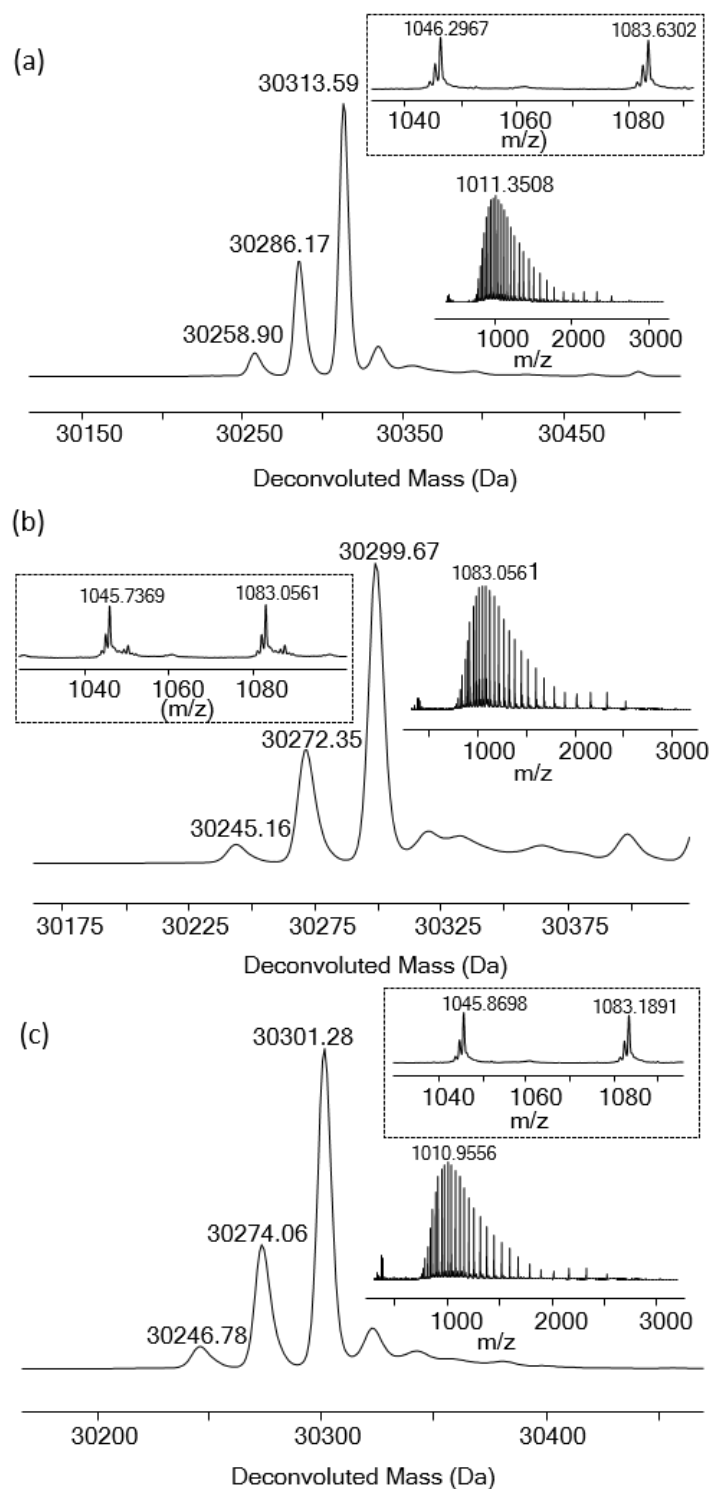 (a)
1046.2967 1083.6302
1040 1060 1080
m/z)
30313.59
30286.17
30258.90
1011.3508
1000 2000 3000
m/z
30150 30250 30350 30450
Deconvoluted Mass (Da)
(b)
1045.7369 1083.0561
1040 1060 1080
(m/z)
30299.67
30272.35
30245.16
1083.0561
1000 2000 3000
m/z
30175 30225 30275 30325 30375
Deconvoluted Mass (Da)
(c)
1045.8698 1083.1891
1040 1060 1080
m/z
30301.28
30274.06
30246.78
1010.9556
1000 2000 3000
m/z
30200 30300 30400
Deconvoluted Mass (Da)